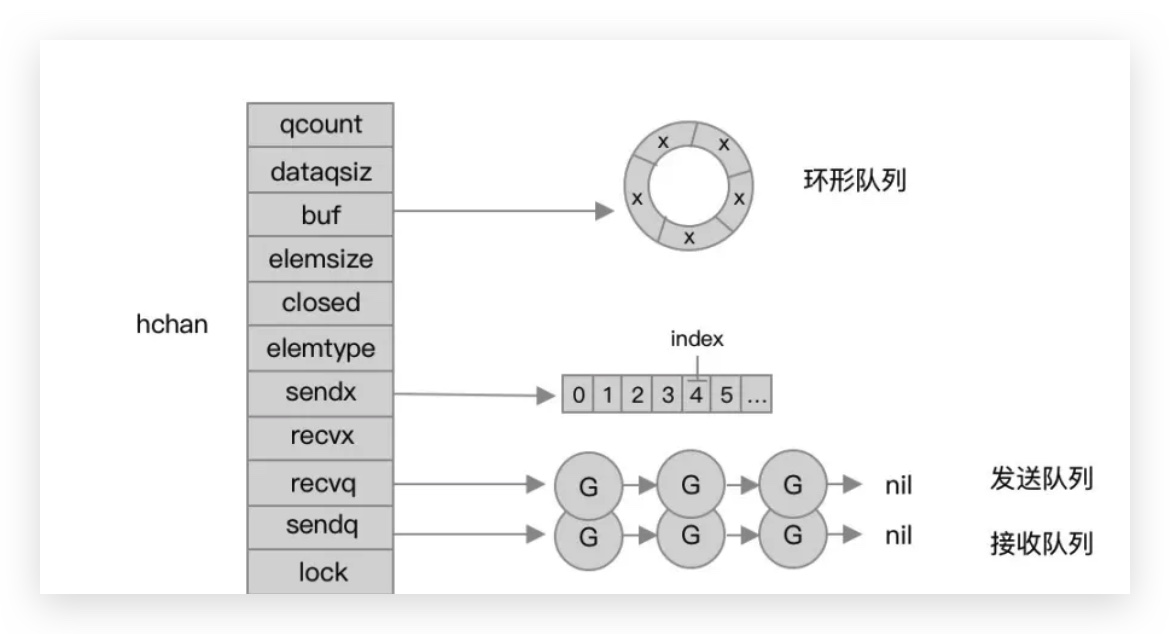 qcount
dataqsiz
buf
elemsize
closed
elemtype
sendx
recvx
recvq
sendq
lock
hchan
x x x x x
环形队列
index
0 1 2 3 4 5 ...
G G G nil 发送队列
G G G nil 接收队列